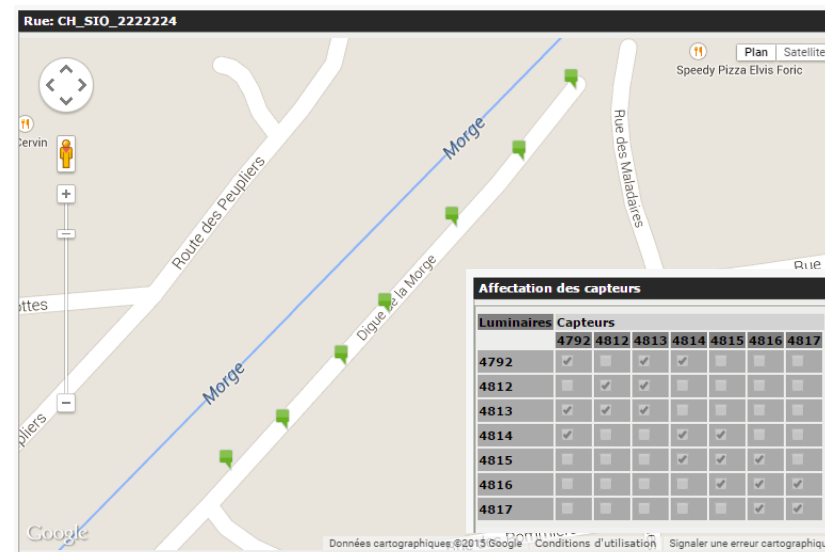 Rue: CH_SIO_2222224
Plan Satellite
Speedy Pizza Elvis Foric
Cervin
Morge
Rue des Maladaires
Route des Peupliers
Rue
ottes
Digue de la Morge
Morge
pliers
Affectation des capteurs
Luminaires Capteurs
4792 4812 4813 4814 4815 4816 4817
4792
4812
4813
4814
4815
4816
4817
Google
Données cartographiques ©2015 Google Conditions d'utilisation Signaler une erreur cartographiqu